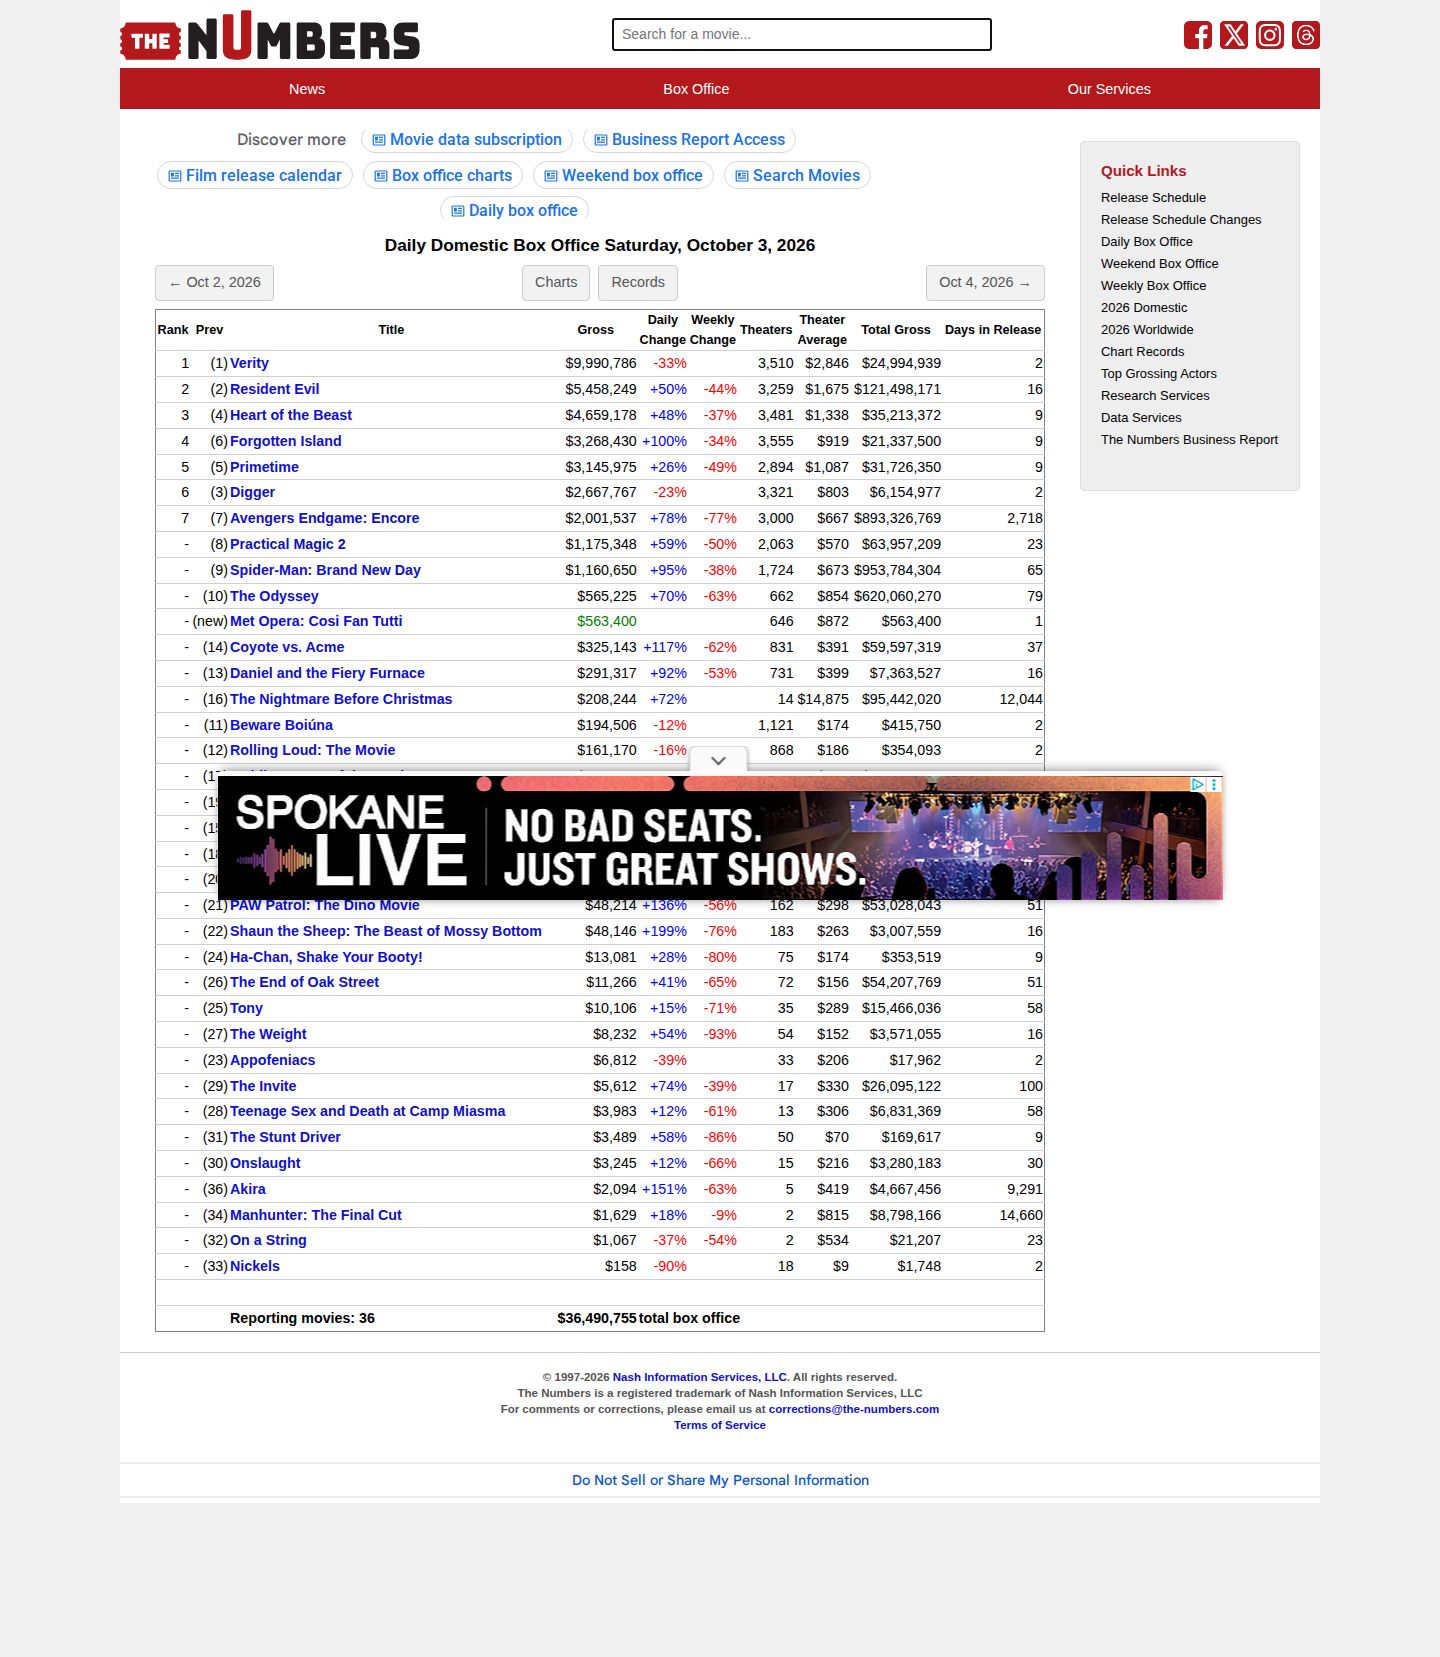 THE NUMBERS
Search for a movie...
News Box Office Our Services
Discover more Movie data subscription Business Report Access
Film release calendar Box office charts Weekend box office Search Movies
Daily box office
Quick Links
Release Schedule
Release Schedule Changes
Daily Box Office
Weekend Box Office
Weekly Box Office
2026 Domestic
2026 Worldwide
Chart Records
Top Grossing Actors
Research Services
Data Services
The Numbers Business Report
Daily Domestic Box Office Saturday, October 3, 2026
← Oct 2, 2026 Charts Records Oct 4, 2026 →
Rank Prev Title Gross Daily Change Weekly Change Theaters Theater Average Total Gross Days in Release
1 (1) Verity $9,990,786 -33% 3,510 $2,846 $24,994,939 2
2 (2) Resident Evil $5,458,249 +50% -44% 3,259 $1,675 $121,498,171 16
3 (4) Heart of the Beast $4,659,178 +48% -37% 3,481 $1,338 $35,213,372 9
4 (6) Forgotten Island $3,268,430 +100% -34% 3,555 $919 $21,337,500 9
5 (5) Primetime $3,145,975 +26% -49% 2,894 $1,087 $31,726,350 9
6 (3) Digger $2,667,767 -23% 3,321 $803 $6,154,977 2
7 (7) Avengers Endgame: Encore $2,001,537 +78% -77% 3,000 $667 $893,326,769 2,718
- (8) Practical Magic 2 $1,175,348 +59% -50% 2,063 $570 $63,957,209 23
- (9) Spider-Man: Brand New Day $1,160,650 +95% -38% 1,724 $673 $953,784,304 65
- (10) The Odyssey $565,225 +70% -63% 662 $854 $620,060,270 79
- (new) Met Opera: Cosi Fan Tutti $563,400 646 $872 $563,400 1
- (14) Coyote vs. Acme $325,143 +117% -62% 831 $391 $59,597,319 37
- (13) Daniel and the Fiery Furnace $291,317 +92% -53% 731 $399 $7,363,527 16
- (16) The Nightmare Before Christmas $208,244 +72% 14 $14,875 $95,442,020 12,044
- (11) Beware Boiúna $194,506 -12% 1,121 $174 $415,750 2
- (12) Rolling Loud: The Movie $161,170 -16% 868 $186 $354,093 2
-
-
-
-
-
SPOKANE LIVE
NO BAD SEATS.
JUST GREAT SHOWS.
- (21) PAW Patrol: The Dino Movie $48,214 +136% -56% 162 $298 $53,028,043 51
- (22) Shaun the Sheep: The Beast of Mossy Bottom $48,146 +199% -76% 183 $263 $3,007,559 16
- (24) Ha-Chan, Shake Your Booty! $13,081 +28% -80% 75 $174 $353,519 9
- (26) The End of Oak Street $11,266 +41% -65% 72 $156 $54,207,769 51
- (25) Tony $10,106 +15% -71% 35 $289 $15,466,036 58
- (27) The Weight $8,232 +54% -93% 54 $152 $3,571,055 16
- (23) Appofeniacs $6,812 -39% 33 $206 $17,962 2
- (29) The Invite $5,612 +74% -39% 17 $330 $26,095,122 100
- (28) Teenage Sex and Death at Camp Miasma $3,983 +12% -61% 13 $306 $6,831,369 58
- (31) The Stunt Driver $3,489 +58% -86% 50 $70 $169,617 9
- (30) Onslaught $3,245 +12% -66% 15 $216 $3,280,183 30
- (36) Akira $2,094 +151% -63% 5 $419 $4,667,456 9,291
- (34) Manhunter: The Final Cut $1,629 +18% -9% 2 $815 $8,798,166 14,660
- (32) On a String $1,067 -37% -54% 2 $534 $21,207 23
- (33) Nickels $158 -90% 18 $9 $1,748 2
Reporting movies: 36 $36,490,755 total box office
© 1997-2026 Nash Information Services, LLC. All rights reserved.
The Numbers is a registered trademark of Nash Information Services, LLC
For comments or corrections, please email us at corrections@the-numbers.com
Terms of Service
Do Not Sell or Share My Personal Information